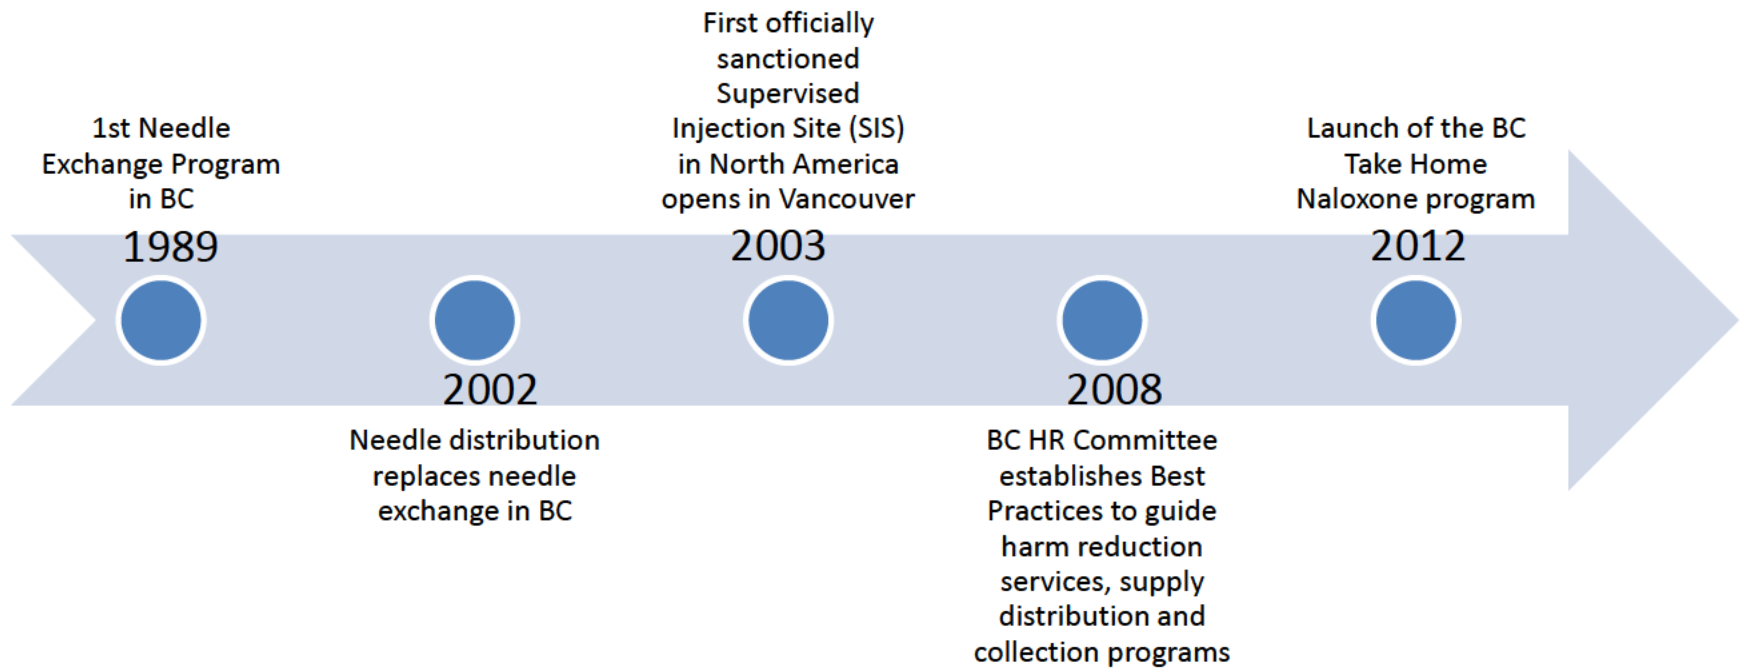 1st Needle
Exchange Program
in BC
1989
2002
Needle distribution
replaces needle
exchange in BC
First officially
sanctioned
Supervised
Injection Site (SIS)
in North America
opens in Vancouver
2003
2008
BC HR Committee
establishes Best
Practices to guide
harm reduction
services, supply
distribution and
collection programs
Launch of the BC
Take Home
Naloxone program
2012